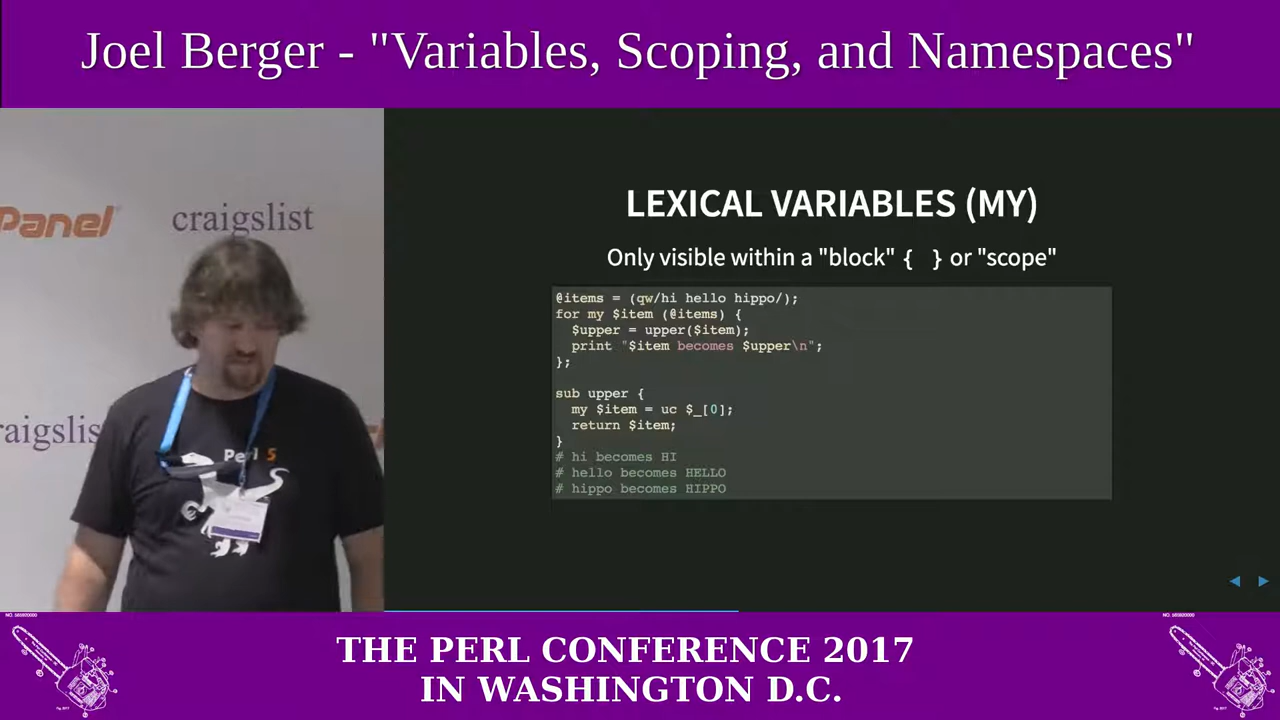 Joel Berger - "Variables, Scoping, and Namespaces"
Panel
craigslist
raigslis
Perl 5
LEXICAL VARIABLES (MY)
Only visible within a "block" { } or "scope"
@items = (qw/hi hello hippo/);
for my $item (@items) {
  $upper = upper($item);
  print "$item becomes $upper\n";
};
sub upper {
  my $item = uc $_[0];
  return $item;
}
# hi becomes HI
# hello becomes HELLO
# hippo becomes HIPPO
THE PERL CONFERENCE 2017
IN WASHINGTON D.C.